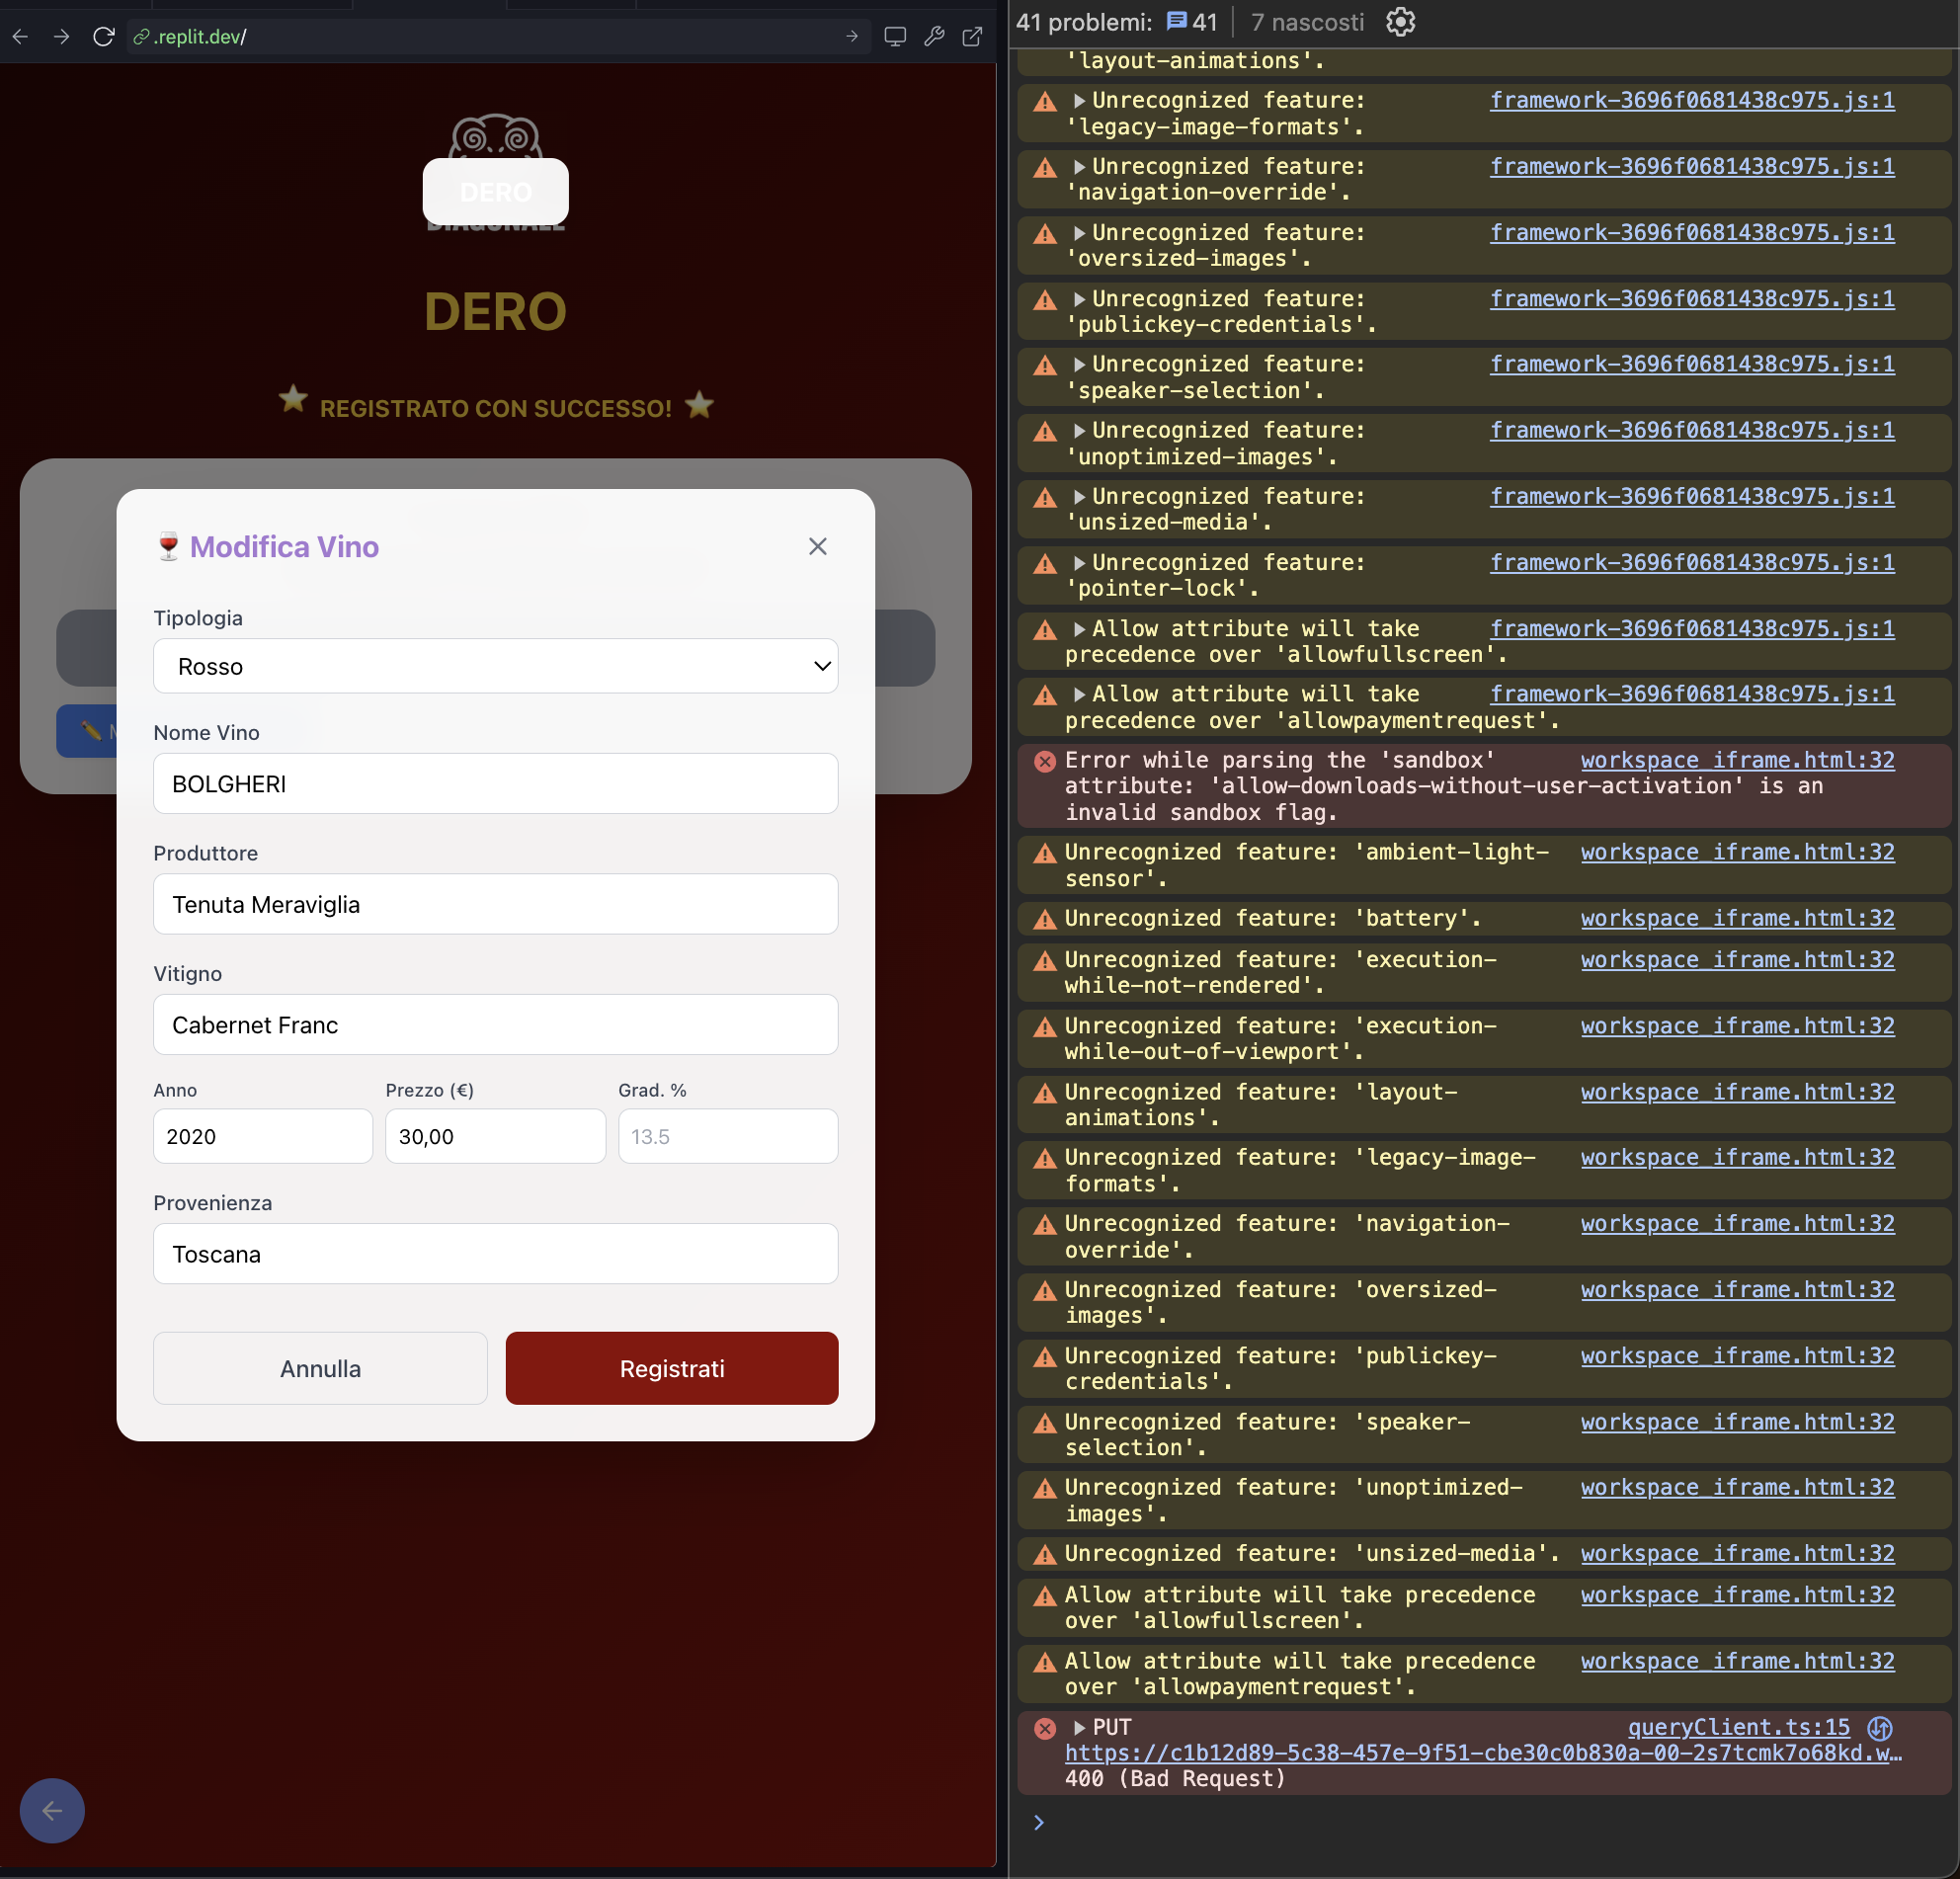 .replit.dev/
DERO
DIAGONALE
DERO
REGISTRATO CON SUCCESSO!
Modifica Vino
Tipologia
Rosso
M
Nome Vino
BOLGHERI
Produttore
Tenuta Meraviglia
Vitigno
Cabernet Franc
Anno Prezzo (€) Grad. %
2020 30,00 13.5
Provenienza
Toscana
Annulla Registrati
41 problemi: 41 7 nascosti
'layout-animations'.
Unrecognized feature: framework-3696f0681438c975.js:1
'legacy-image-formats'.
Unrecognized feature: framework-3696f0681438c975.js:1
'navigation-override'.
Unrecognized feature: framework-3696f0681438c975.js:1
'oversized-images'.
Unrecognized feature: framework-3696f0681438c975.js:1
'publickey-credentials'.
Unrecognized feature: framework-3696f0681438c975.js:1
'speaker-selection'.
Unrecognized feature: framework-3696f0681438c975.js:1
'unoptimized-images'.
Unrecognized feature: framework-3696f0681438c975.js:1
'unsized-media'.
Unrecognized feature: framework-3696f0681438c975.js:1
'pointer-lock'.
Allow attribute will take framework-3696f0681438c975.js:1
precedence over 'allowfullscreen'.
Allow attribute will take framework-3696f0681438c975.js:1
precedence over 'allowpaymentrequest'.
Error while parsing the 'sandbox' workspace_iframe.html:32
attribute: 'allow-downloads-without-user-activation' is an
invalid sandbox flag.
Unrecognized feature: 'ambient-light- workspace_iframe.html:32
sensor'.
Unrecognized feature: 'battery'. workspace_iframe.html:32
Unrecognized feature: 'execution- workspace_iframe.html:32
while-not-rendered'.
Unrecognized feature: 'execution- workspace_iframe.html:32
while-out-of-viewport'.
Unrecognized feature: 'layout- workspace_iframe.html:32
animations'.
Unrecognized feature: 'legacy-image- workspace_iframe.html:32
formats'.
Unrecognized feature: 'navigation- workspace_iframe.html:32
override'.
Unrecognized feature: 'oversized- workspace_iframe.html:32
images'.
Unrecognized feature: 'publickey- workspace_iframe.html:32
credentials'.
Unrecognized feature: 'speaker- workspace_iframe.html:32
selection'.
Unrecognized feature: 'unoptimized- workspace_iframe.html:32
images'.
Unrecognized feature: 'unsized-media'. workspace_iframe.html:32
Allow attribute will take precedence workspace_iframe.html:32
over 'allowfullscreen'.
Allow attribute will take precedence workspace_iframe.html:32
over 'allowpaymentrequest'.
PUT queryClient.ts:15
https://c1b12d89-5c38-457e-9f51-cbe30c0b830a-00-2s7tcmk7o68kd.w…
400 (Bad Request)